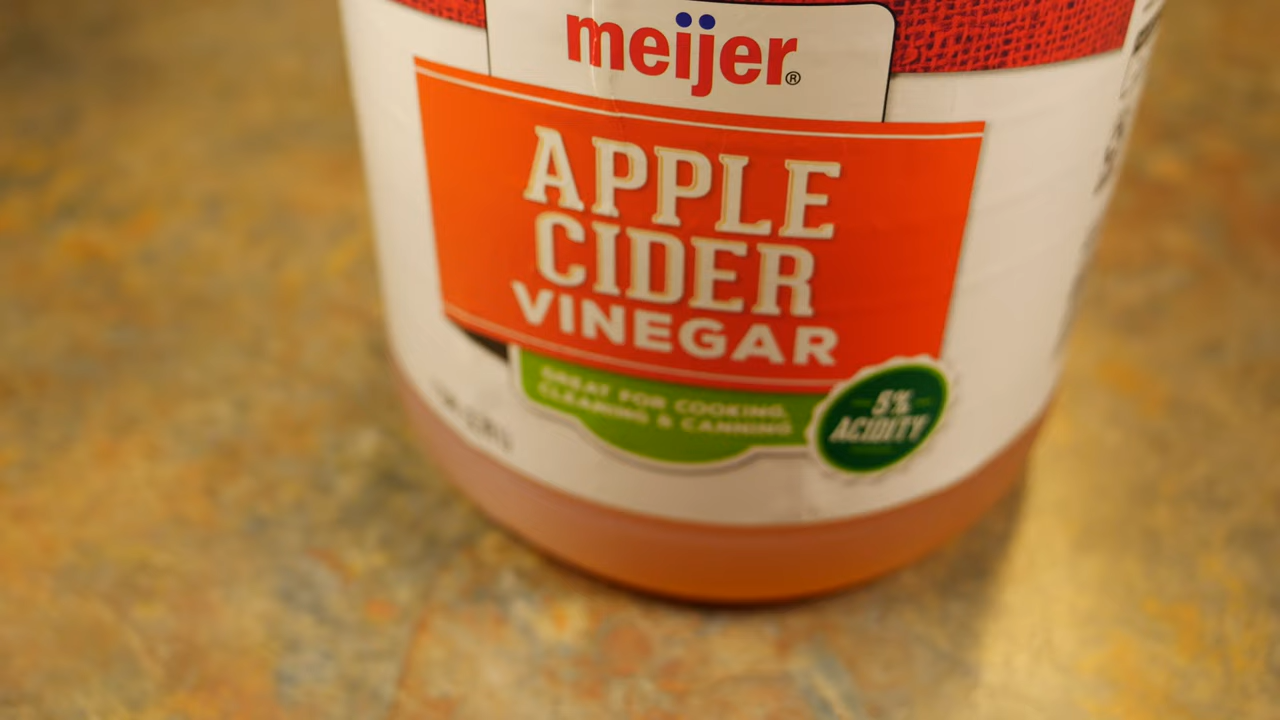 meijer®
APPLE
CIDER
VINEGAR
GREAT FOR COOKING,
CLEANING & CANNING
5%
ACIDITY